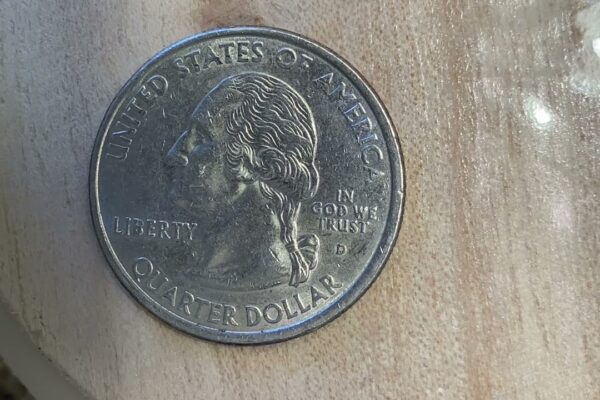 UNITED STATES OF AMERICA
LIBERTY
IN
GOD WE
TRUST
D
QUARTER DOLLAR